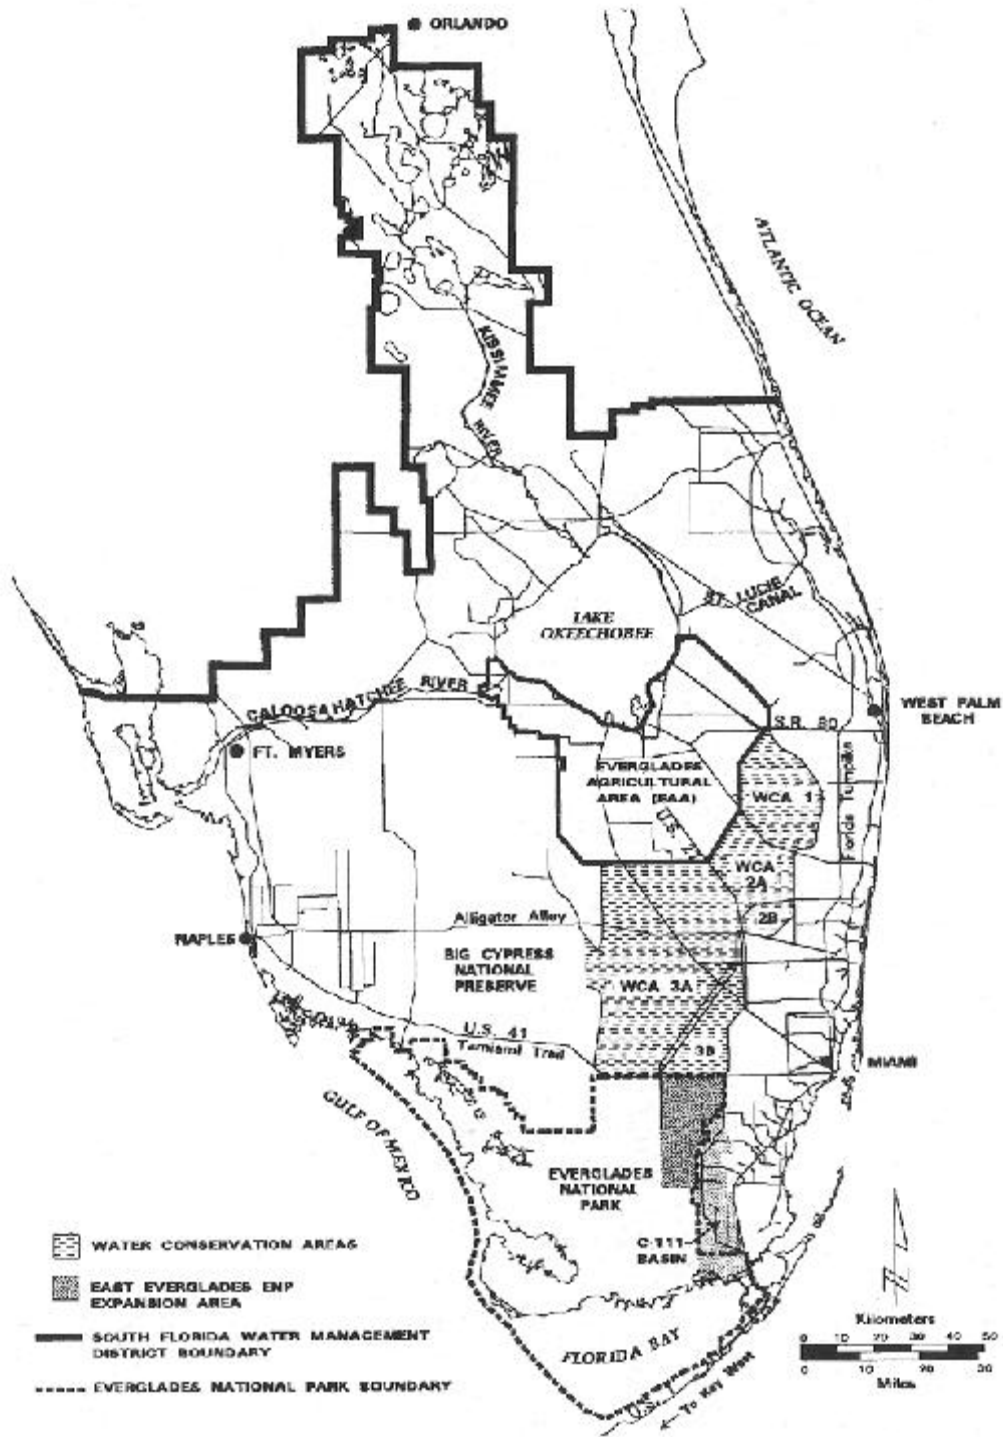 ORLANDO
ATLANTIC OCEAN
KISSIMMEE
RIVER
ST. LUCIE
CANAL
LAKE
OKEECHOBEE
CALOOSAHATCHEE RIVER
WEST PALM
BEACH
S.R. 80
FT. MYERS
EVERGLADES
AGRICULTURAL
AREA (EAA)
WCA 1
Florida Turnpike
U.S. 27
WCA
2A
2B
Alligator Alley
NAPLES
BIG CYPRESS
NATIONAL
PRESERVE
WCA 3A
U.S. 41
Tamiami Trail
3B
MIAMI
GULF OF MEXICO
EVERGLADES
NATIONAL
PARK
C-111
BASIN
WATER CONSERVATION AREAS
EAST EVERGLADES ENP
EXPANSION AREA
SOUTH FLORIDA WATER MANAGEMENT
DISTRICT BOUNDARY
EVERGLADES NATIONAL PARK BOUNDARY
FLORIDA BAY
U.S. 1
To Key West
Kilometers
0 10 20 30 40 50
0 10 20 30
Miles